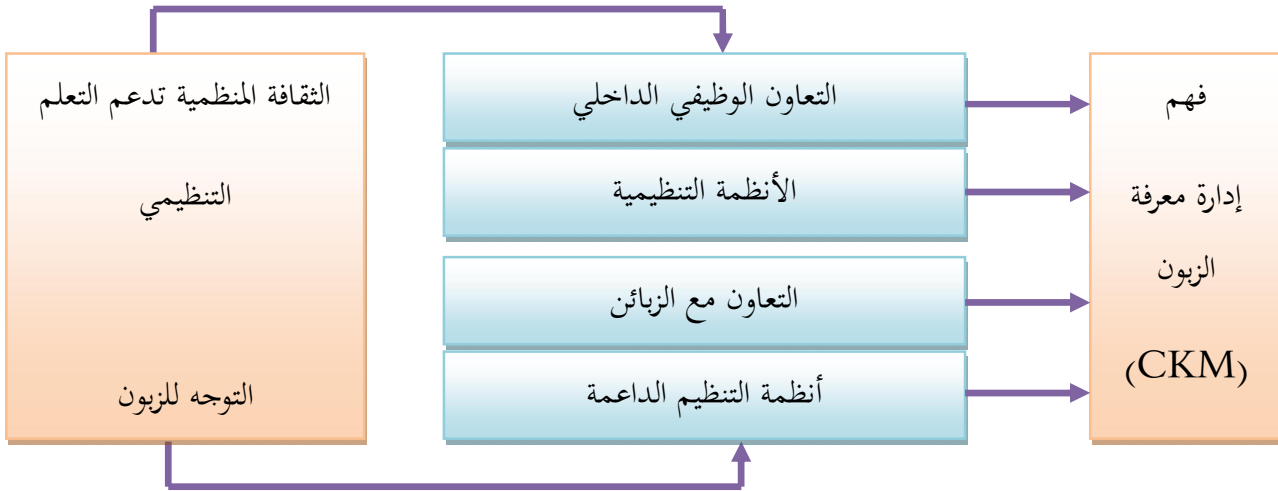 الثقافة المنظمية تدعم التعلم
التنظيمي
التوجه للزبون
التعاون الوظيفي الداخلي
الأنظمة التنظيمية
التعاون مع الزبائن
أنظمة التنظيم الداعمة
فهم
إدارة معرفة
الزبون
(CKM)